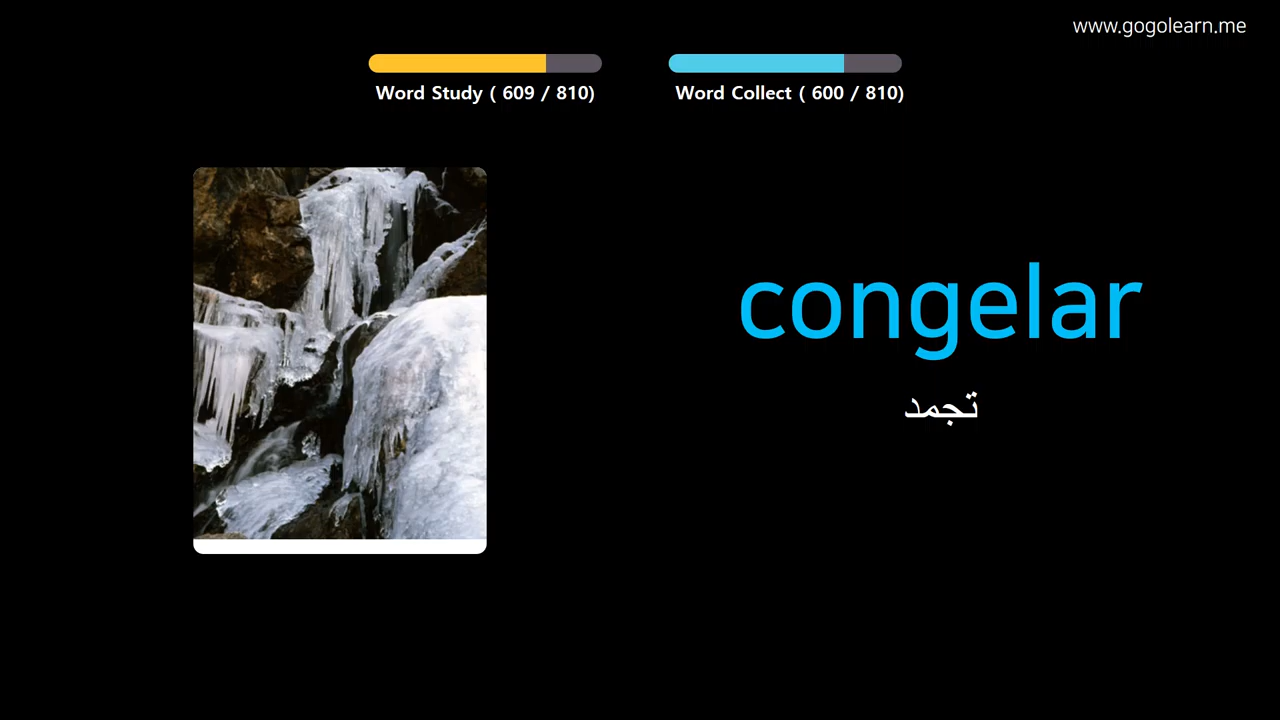 www.gogolearn.me
Word Study ( 609 / 810)
Word Collect ( 600 / 810)
congelar
تجمد